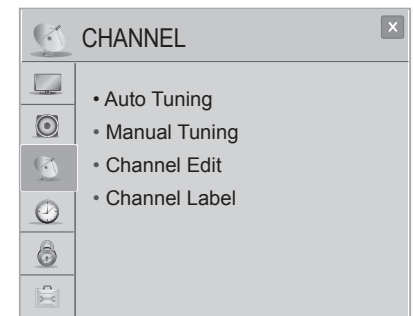 CHANNEL
X
• Auto Tuning
• Manual Tuning
• Channel Edit
• Channel Label